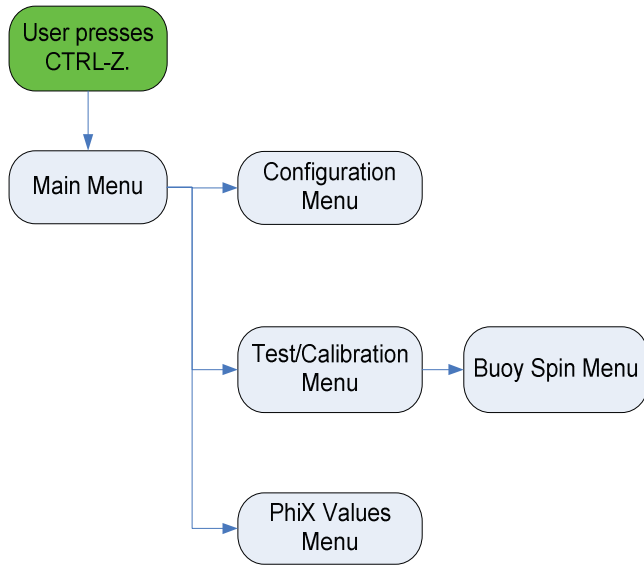 User presses
CTRL-Z.
Main Menu
Configuration
Menu
Test/Calibration
Menu
Buoy Spin Menu
PhiX Values
Menu